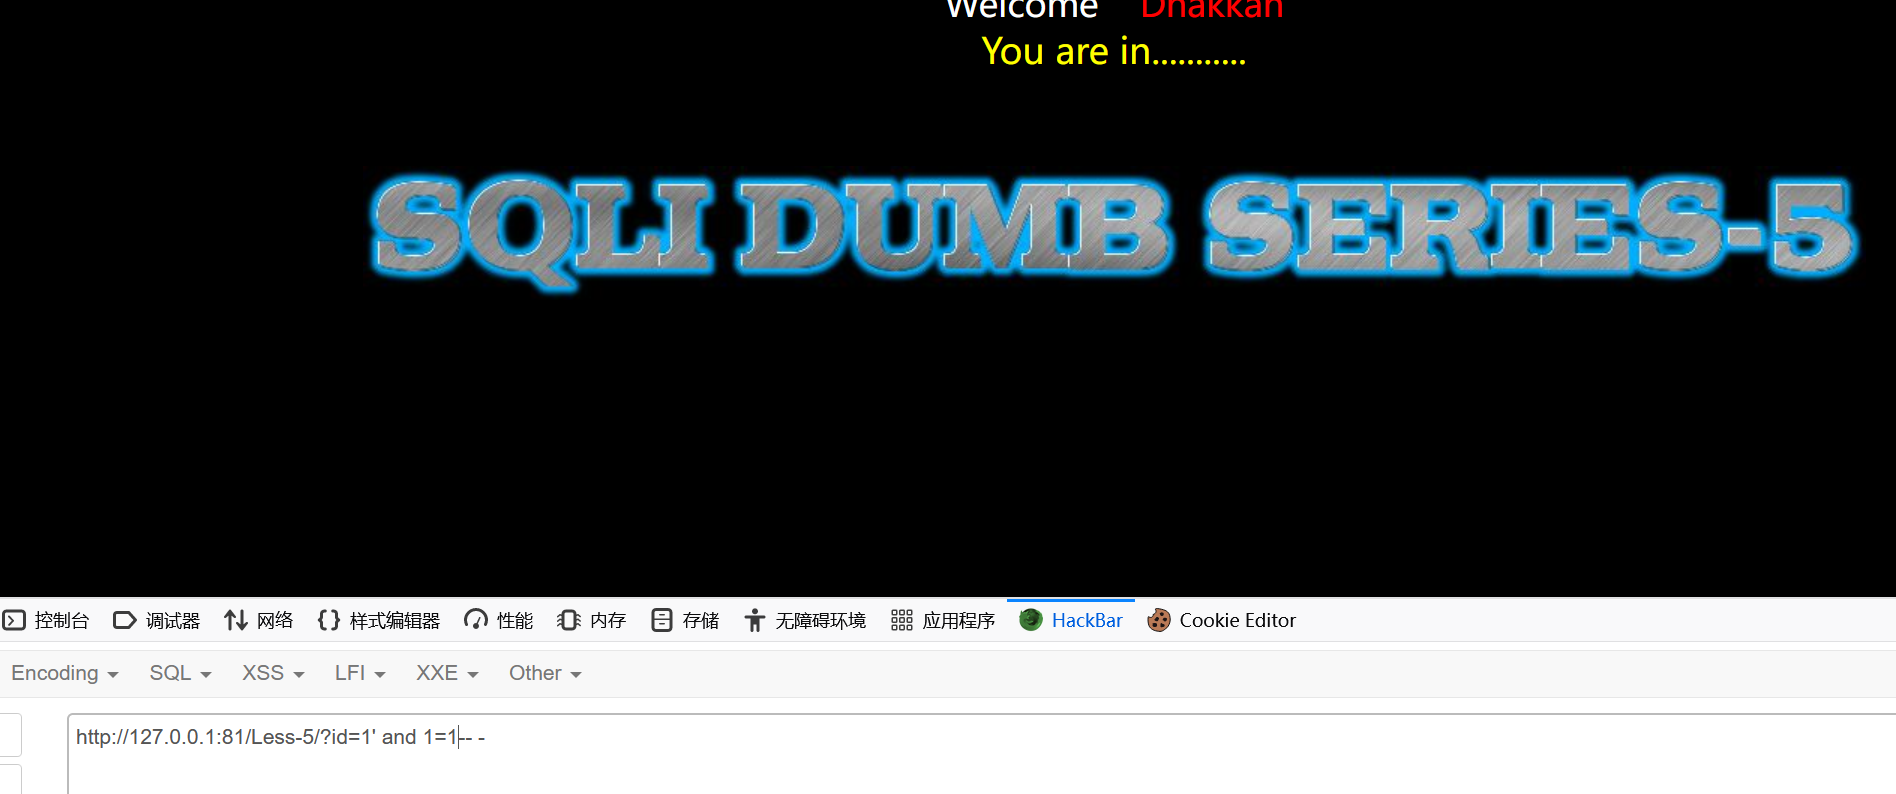 Welcome Dhakkan
You are in...........
SQLI DUMB SERIES-5
控制台 调试器 网络 样式编辑器 性能 内存 存储 无障碍环境 应用程序 HackBar Cookie Editor
Encoding SQL XSS LFI XXE Other
http://127.0.0.1:81/Less-5/?id=1' and 1=1-- -